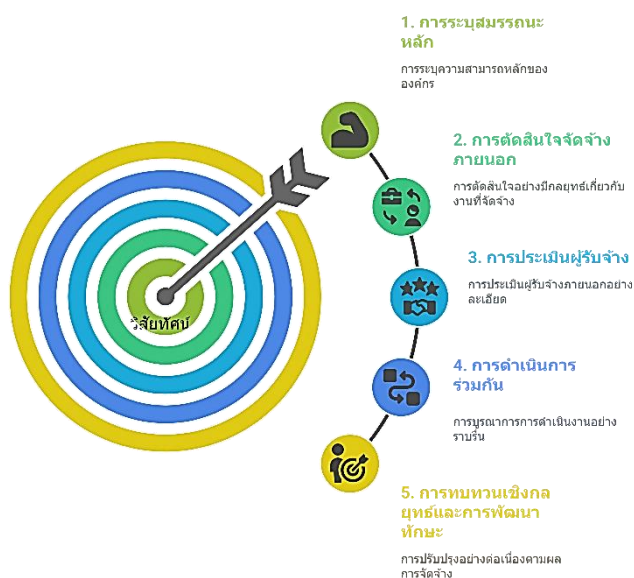 1. การระบุสมรรถนะ
หลัก
การระบุความสามารถหลักของ
องค์กร
2. การตัดสินใจจัดจ้าง
ภายนอก
การตัดสินใจอย่างมีกลยุทธ์เกี่ยวกับ
งานที่จัดจ้าง
3. การประเมินผู้รับจ้าง
การประเมินผู้รับจ้างภายนอกอย่าง
ละเอียด
วิสัยทัศน์
4. การดำเนินการ
ร่วมกัน
การบูรณาการการดำเนินงานอย่าง
ราบรื่น
5. การทบทวนเชิงกล
ยุทธ์และการพัฒนา
ทักษะ
การปรับปรุงอย่างต่อเนื่องตามผล
การจัดจ้าง